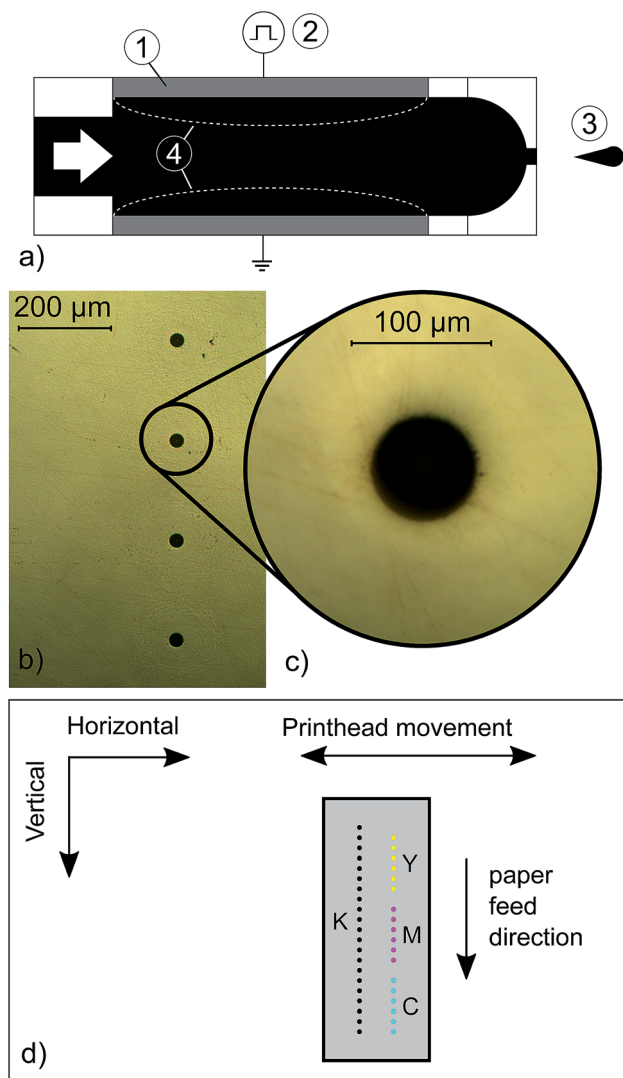 ① ②
③
④
a)
200 µm
100 µm
b)
c)
Horizontal
Printhead movement
Vertical
Y
K
M
C
paper
feed
direction
d)